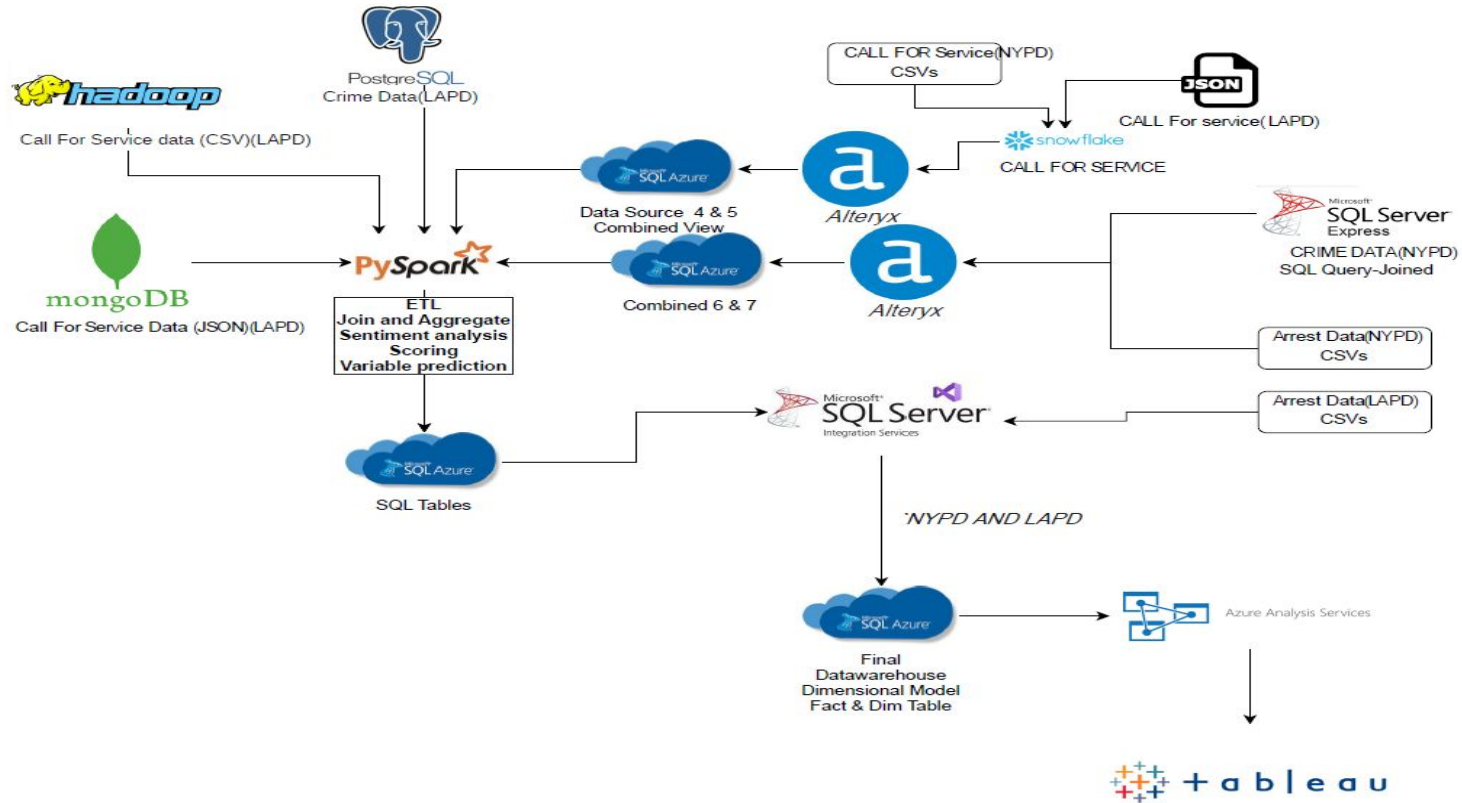 PostgreSQL
Crime Data(LAPD)
hadoop
Call For Service data (CSV)(LAPD)
CALL FOR Service(NYPD)
CSVs
JSON
CALL For service(LAPD)
snowflake
CALL FOR SERVICE
Microsoft
SQL Azure
Data Source 4 & 5
Combined View
a
Alteryx
Microsoft
SQL Server
Express
CRIME DATA(NYPD)
SQL Query-Joined
mongoDB
Call For Service Data (JSON)(LAPD)
PySpark
ETL
Join and Aggregate
Sentiment analysis
Scoring
Variable prediction
Microsoft
SQL Azure
Combined 6 & 7
a
Alteryx
Arrest Data(NYPD)
CSVs
Arrest Data(LAPD)
CSVs
Microsoft
SQL Server
Integration Services
Microsoft
SQL Azure
SQL Tables
'NYPD AND LAPD
Microsoft
SQL Azure
Final
Datawarehouse
Dimensional Model
Fact & Dim Table
Azure Analysis Services
+ableau